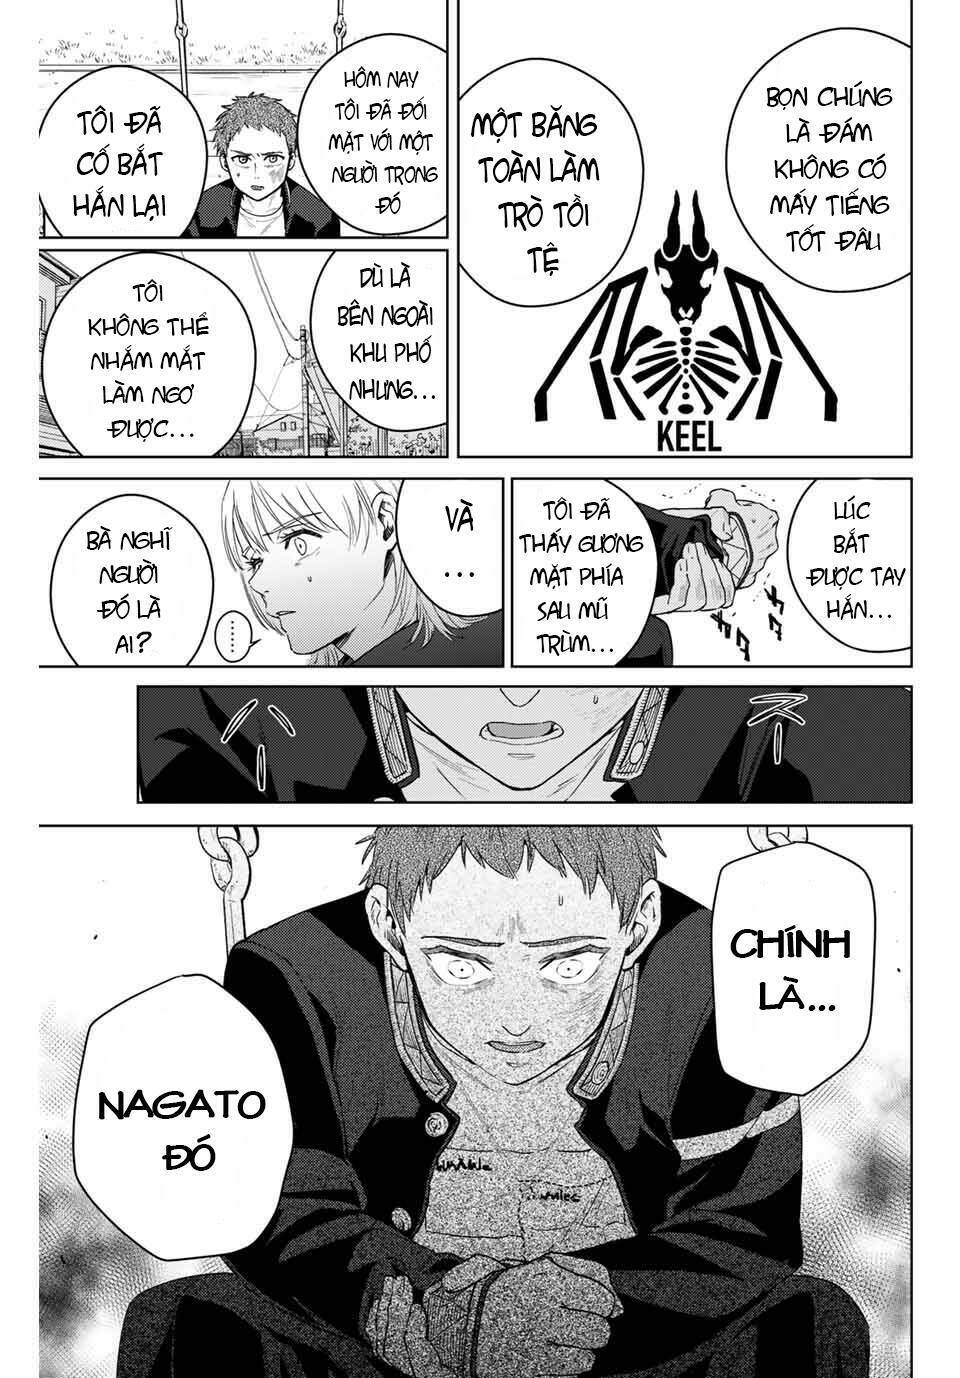 BỌN CHÚNG
LÀ ĐÁM
KHÔNG CÓ
MẤY TIẾNG
TỐT ĐÂU
MỘT BĂNG
TOÀN LÀM
TRÒ TỒI
TỆ
KEEL
HÔM NAY
TÔI ĐÃ ĐỐI
MẶT VỚI MỘT
NGƯỜI TRONG
ĐÓ
TÔI ĐÃ
CỐ BẮT
HẮN LẠI
DÙ LÀ
BÊN NGOÀI
KHU PHỐ
NHƯNG...
TÔI
KHÔNG THỂ
NHẮM MẮT
LÀM NGƠ
ĐƯỢC...
LÚC
BẮT
ĐƯỢC TAY
HẮN...
TÔI ĐÃ
THẤY GƯƠNG
MẶT PHÍA
SAU MŨ
TRÙM...
VÀ
...
BÀ NGHĨ
NGƯỜI
ĐÓ LÀ
AI?
CHÍNH
LÀ...
NAGATO
ĐÓ